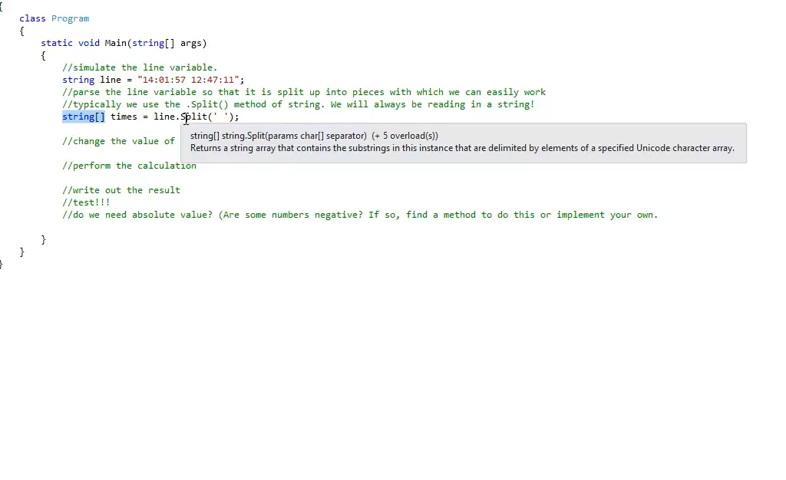 {
class Program
{
static void Main(string[] args)
{
//simulate the line variable.
string line = "14:01:57 12:47:11";
//parse the line variable so that it is split up into pieces with which we can easily work
//typically we use the .Split() method of string. We will always be reading in a string!
string[] times = line.Split(' ');
string[] string.Split(params char[] separator) (+ 5 overload(s))
//change the value of
Returns a string array that contains the substrings in this instance that are delimited by elements of a specified Unicode character array.
//perform the calculation
//write out the result
//test!!!
//do we need absolute value? (Are some numbers negative? If so, find a method to do this or implement your own.
}
}
}